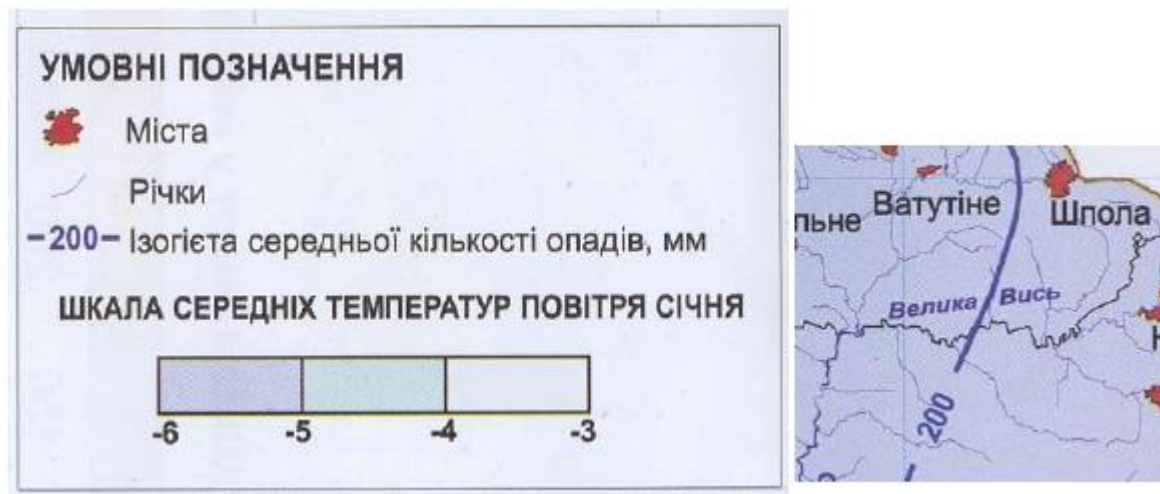 УМОВНІ ПОЗНАЧЕННЯ
Міста
Річки
-200- Ізогієта середньої кількості опадів, мм
ШКАЛА СЕРЕДНІХ ТЕМПЕРАТУР ПОВІТРЯ СІЧНЯ
-6 -5 -4 -3
льне Ватутіне Шпола
Велика Вись
200